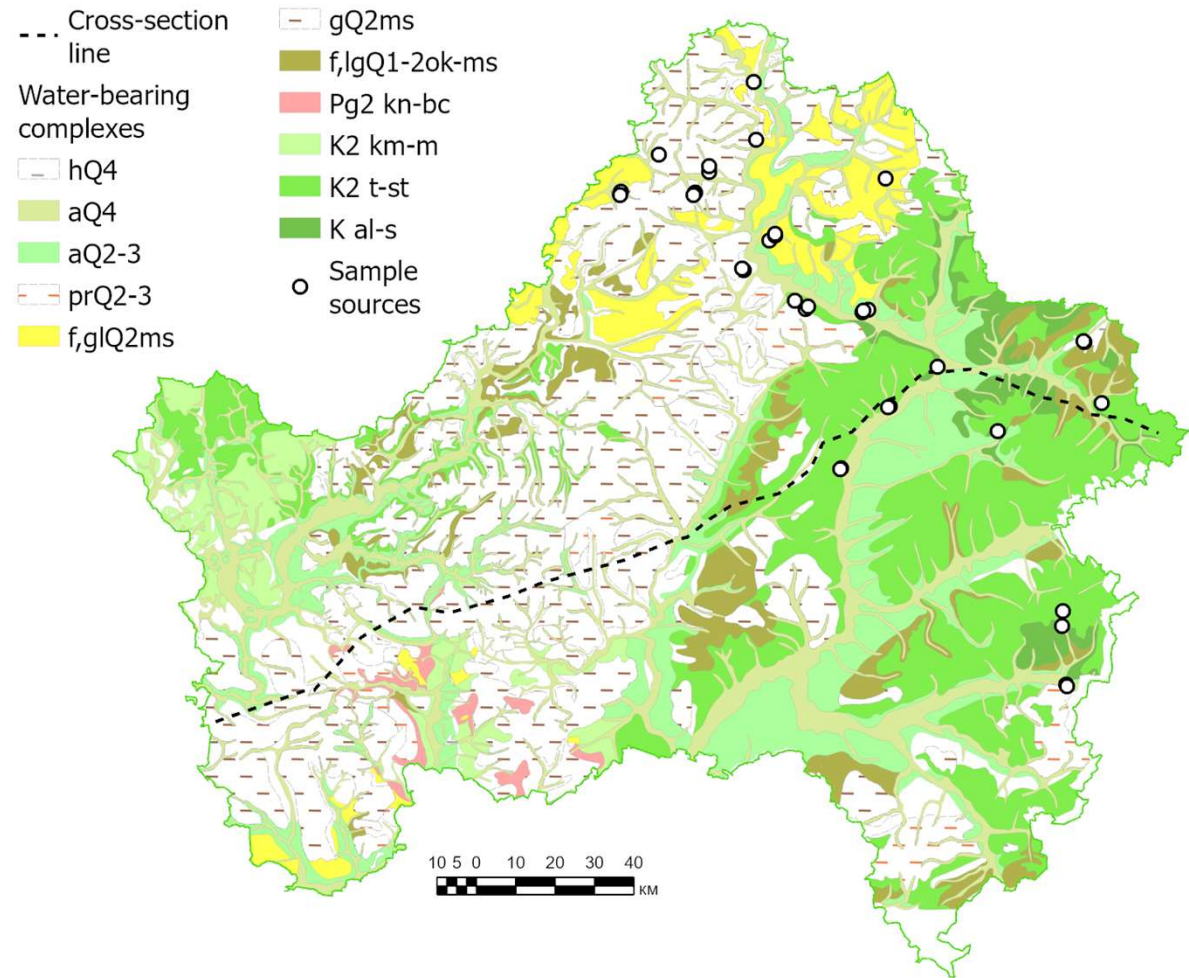 Cross-section
line
Water-bearing
complexes
hQ4
aQ4
aQ2-3
prQ2-3
f,glQ2ms
gQ2ms
f,lgQ1-2ok-ms
Pg2 kn-bc
K2 km-m
K2 t-st
K al-s
Sample
sources
10 5 0 10 20 30 40
KM